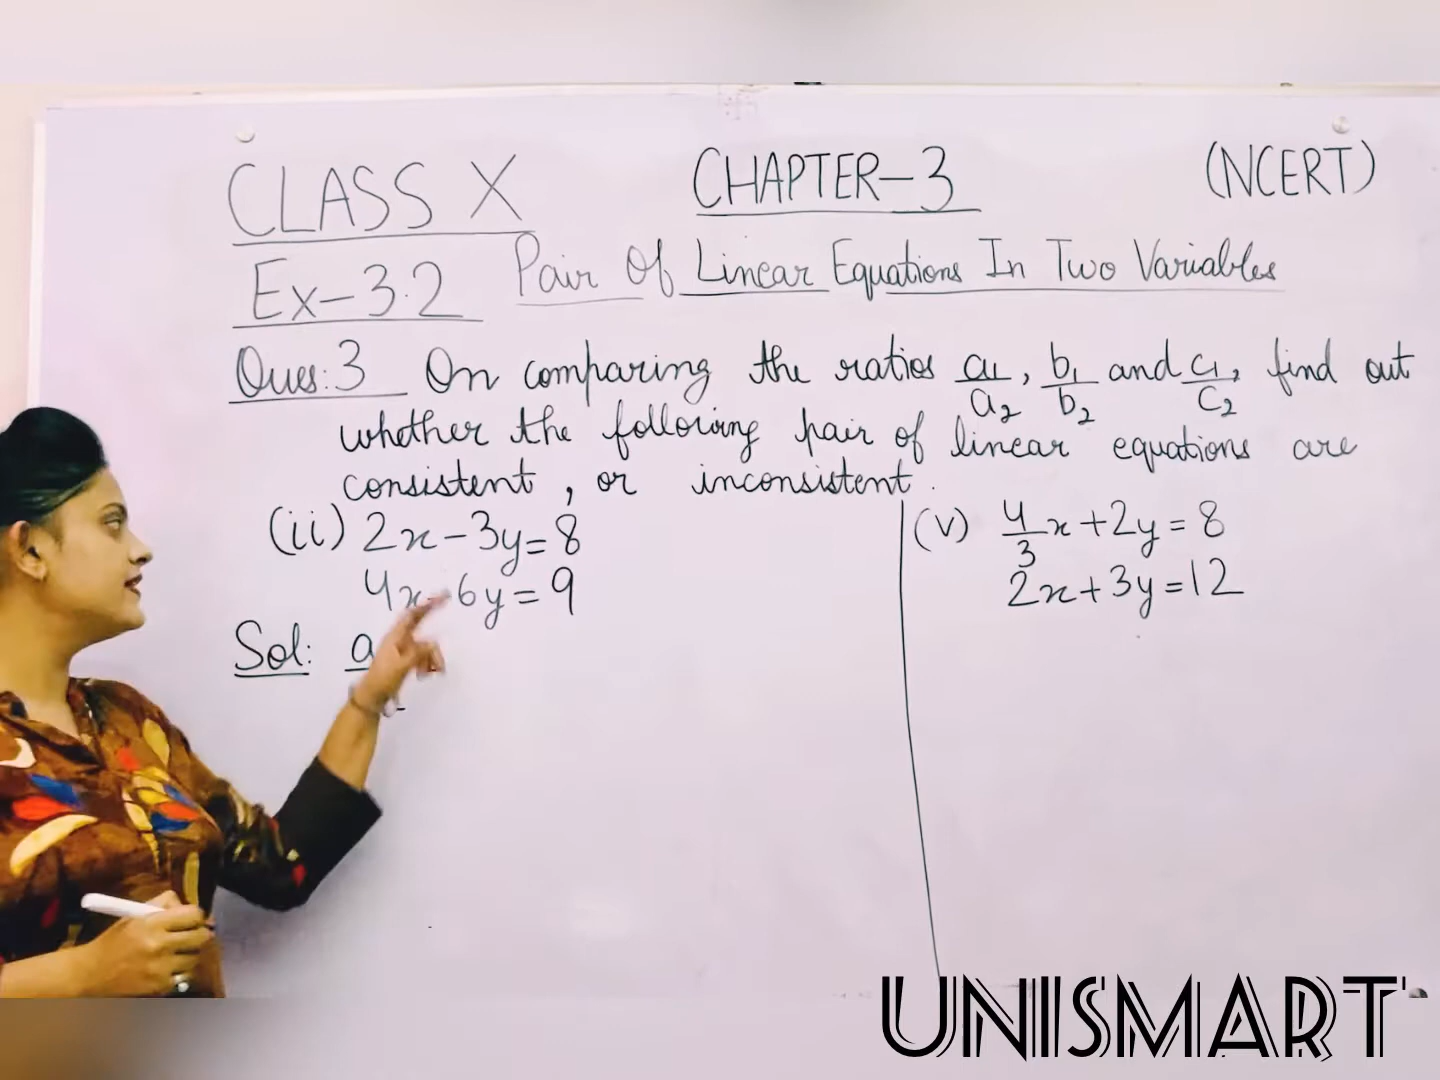 CLASS X CHAPTER-3 (NCERT)
Ex-3.2 Pair Of Linear Equations In Two Variables
Ques:3 On comparing the ratios a1/a2, b1/b2 and c1/c2, find out
whether the following pair of linear equations are
consistent, or inconsistent.
(ii) 2x-3y=8
4x-6y=9
(v) 4/3x+2y=8
2x+3y=12
Sol: a
UNISMART